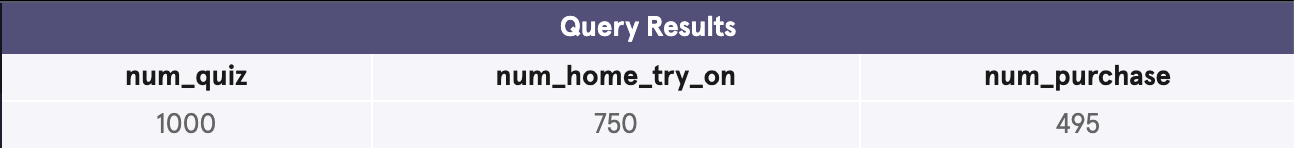 Query Results
num_quiz num_home_try_on num_purchase
1000 750 495